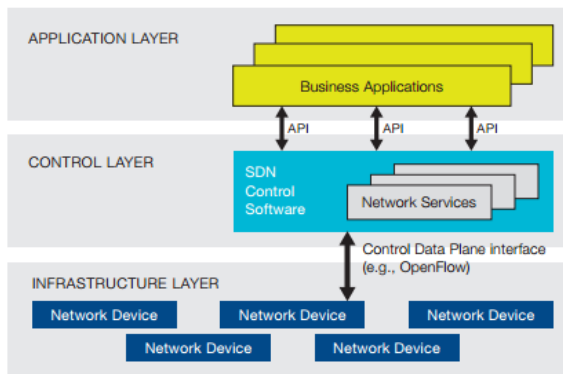 APPLICATION LAYER
Business Applications
API
API
API
CONTROL LAYER
SDN
Control
Software
Network Services
Control Data Plane interface
(e.g., OpenFlow)
INFRASTRUCTURE LAYER
Network Device
Network Device
Network Device
Network Device
Network Device